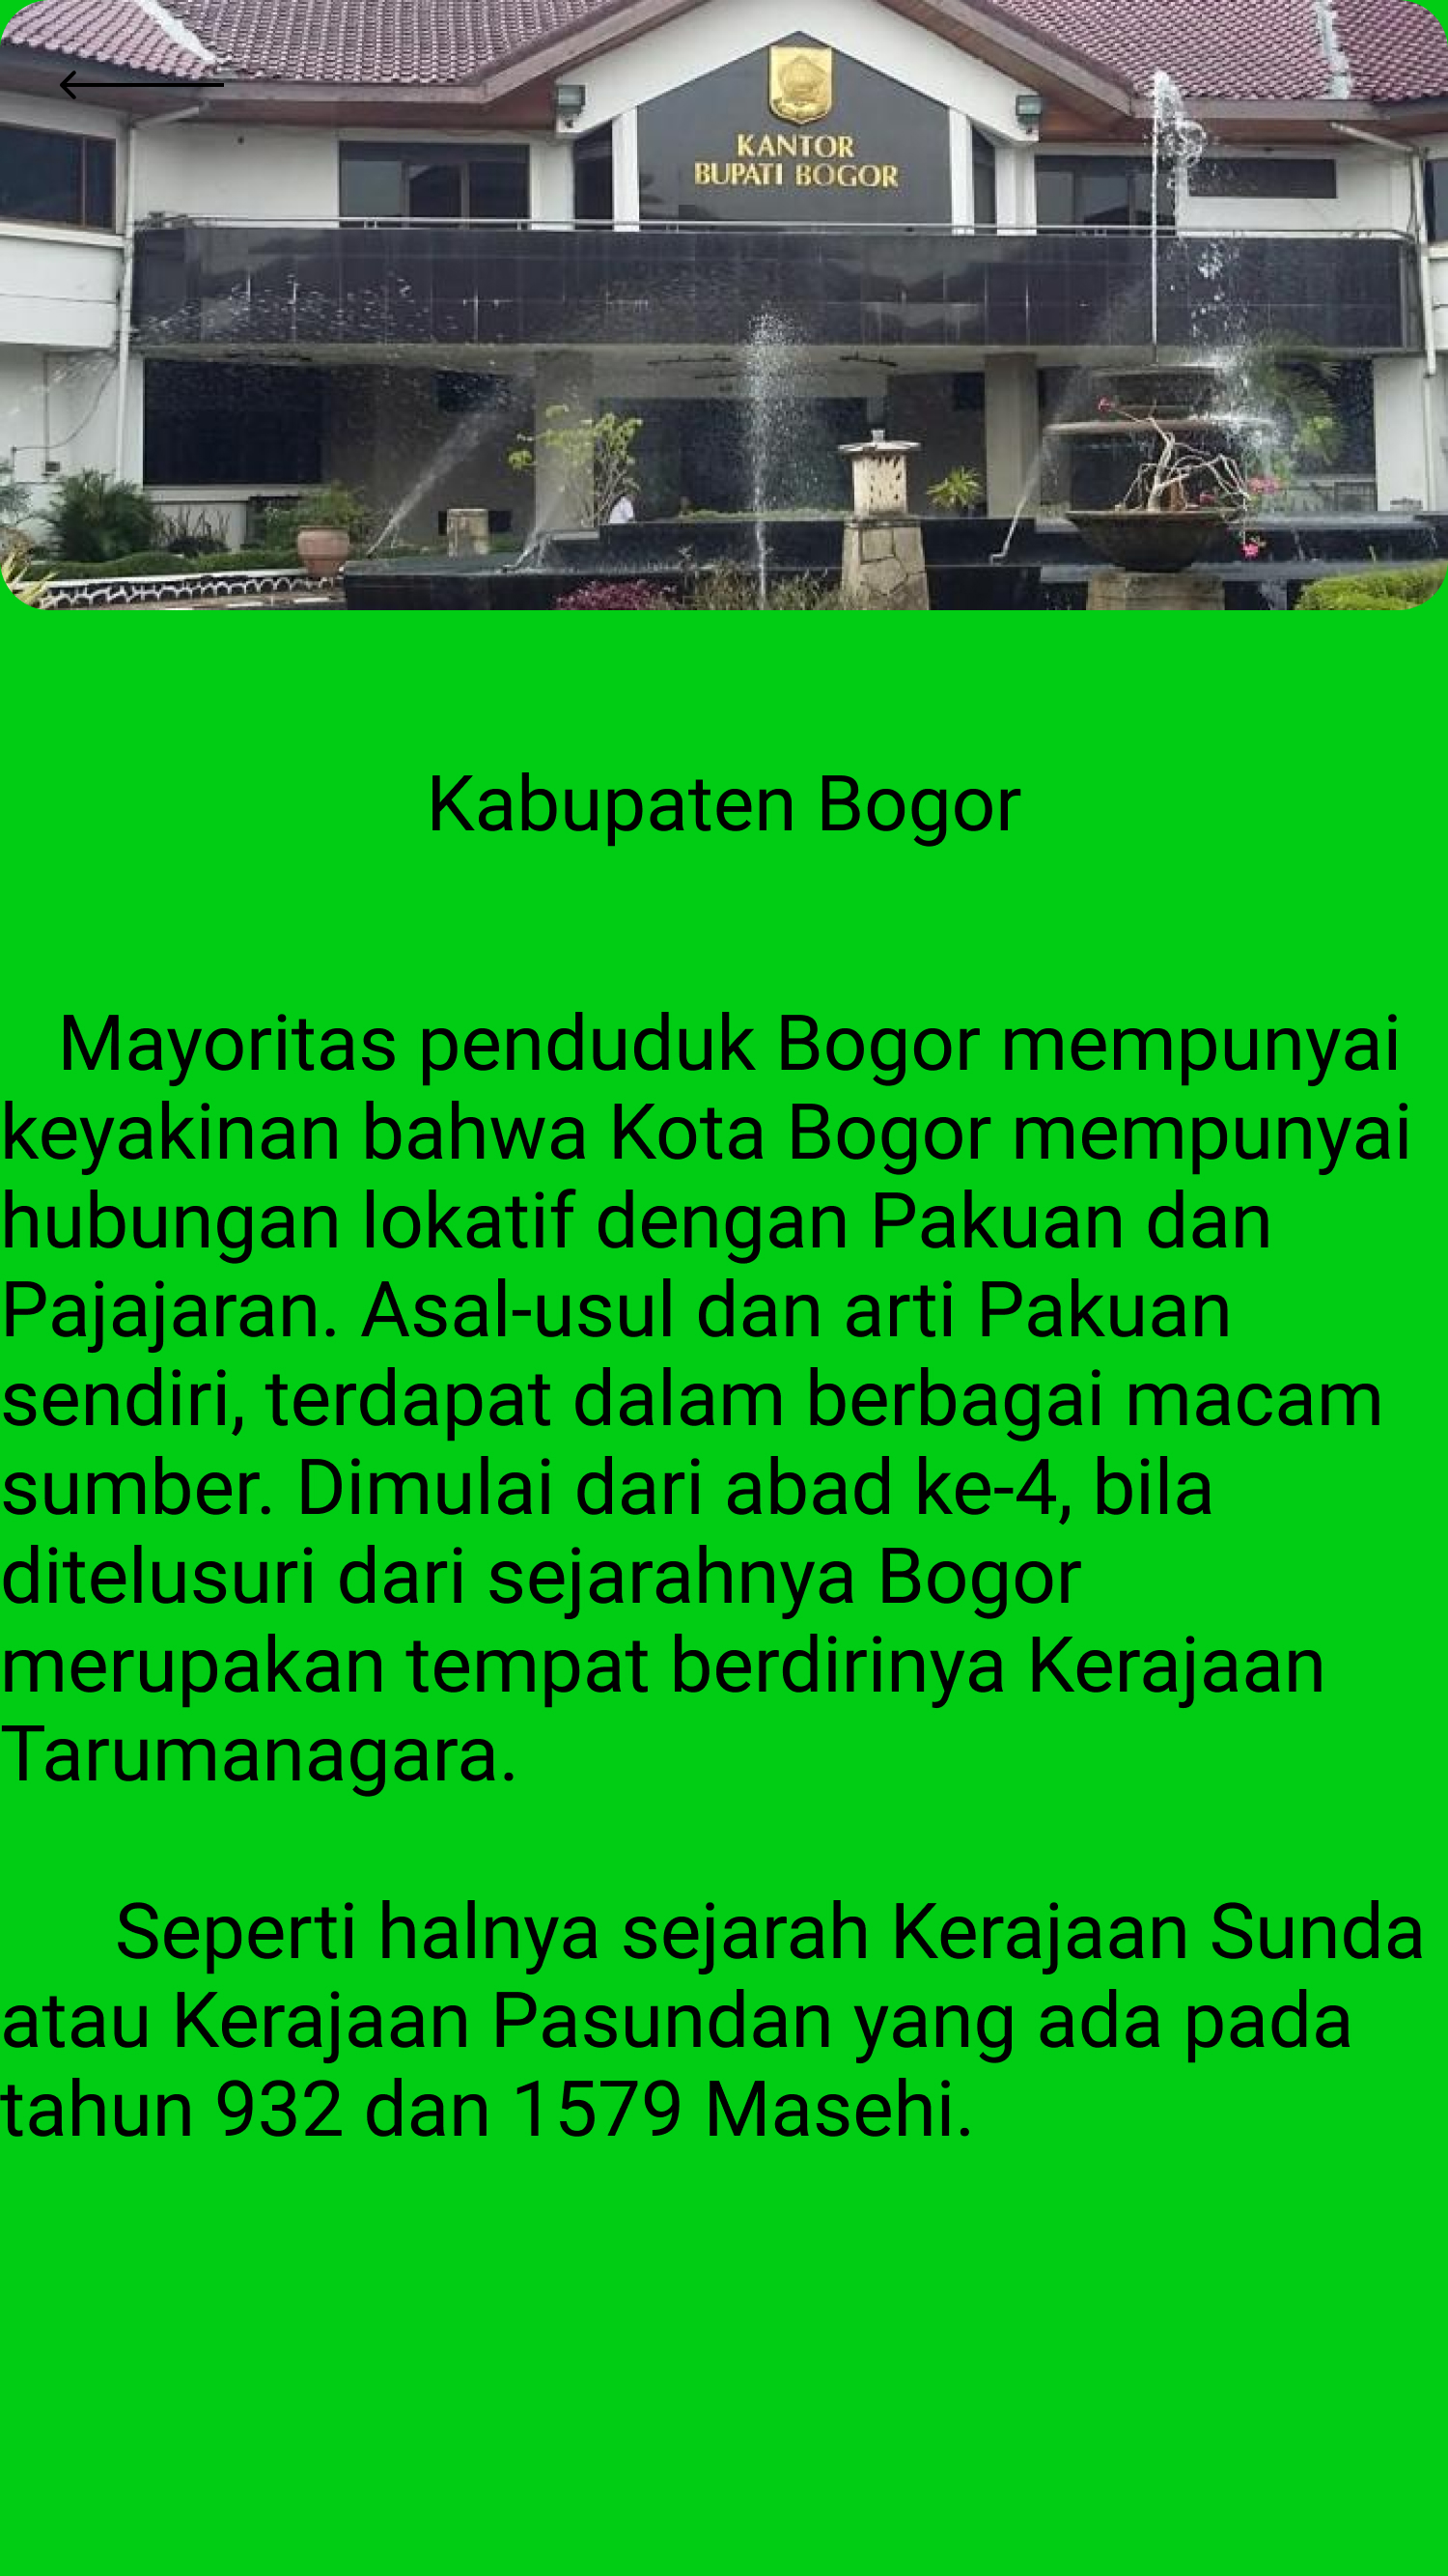 KANTOR
BUPATI BOGOR
Kabupaten Bogor
Mayoritas penduduk Bogor mempunyai
keyakinan bahwa Kota Bogor mempunyai
hubungan lokatif dengan Pakuan dan
Pajajaran. Asal-usul dan arti Pakuan
sendiri, terdapat dalam berbagai macam
sumber. Dimulai dari abad ke-4, bila
ditelusuri dari sejarahnya Bogor
merupakan tempat berdirinya Kerajaan
Tarumanagara.
Seperti halnya sejarah Kerajaan Sunda
atau Kerajaan Pasundan yang ada pada
tahun 932 dan 1579 Masehi.